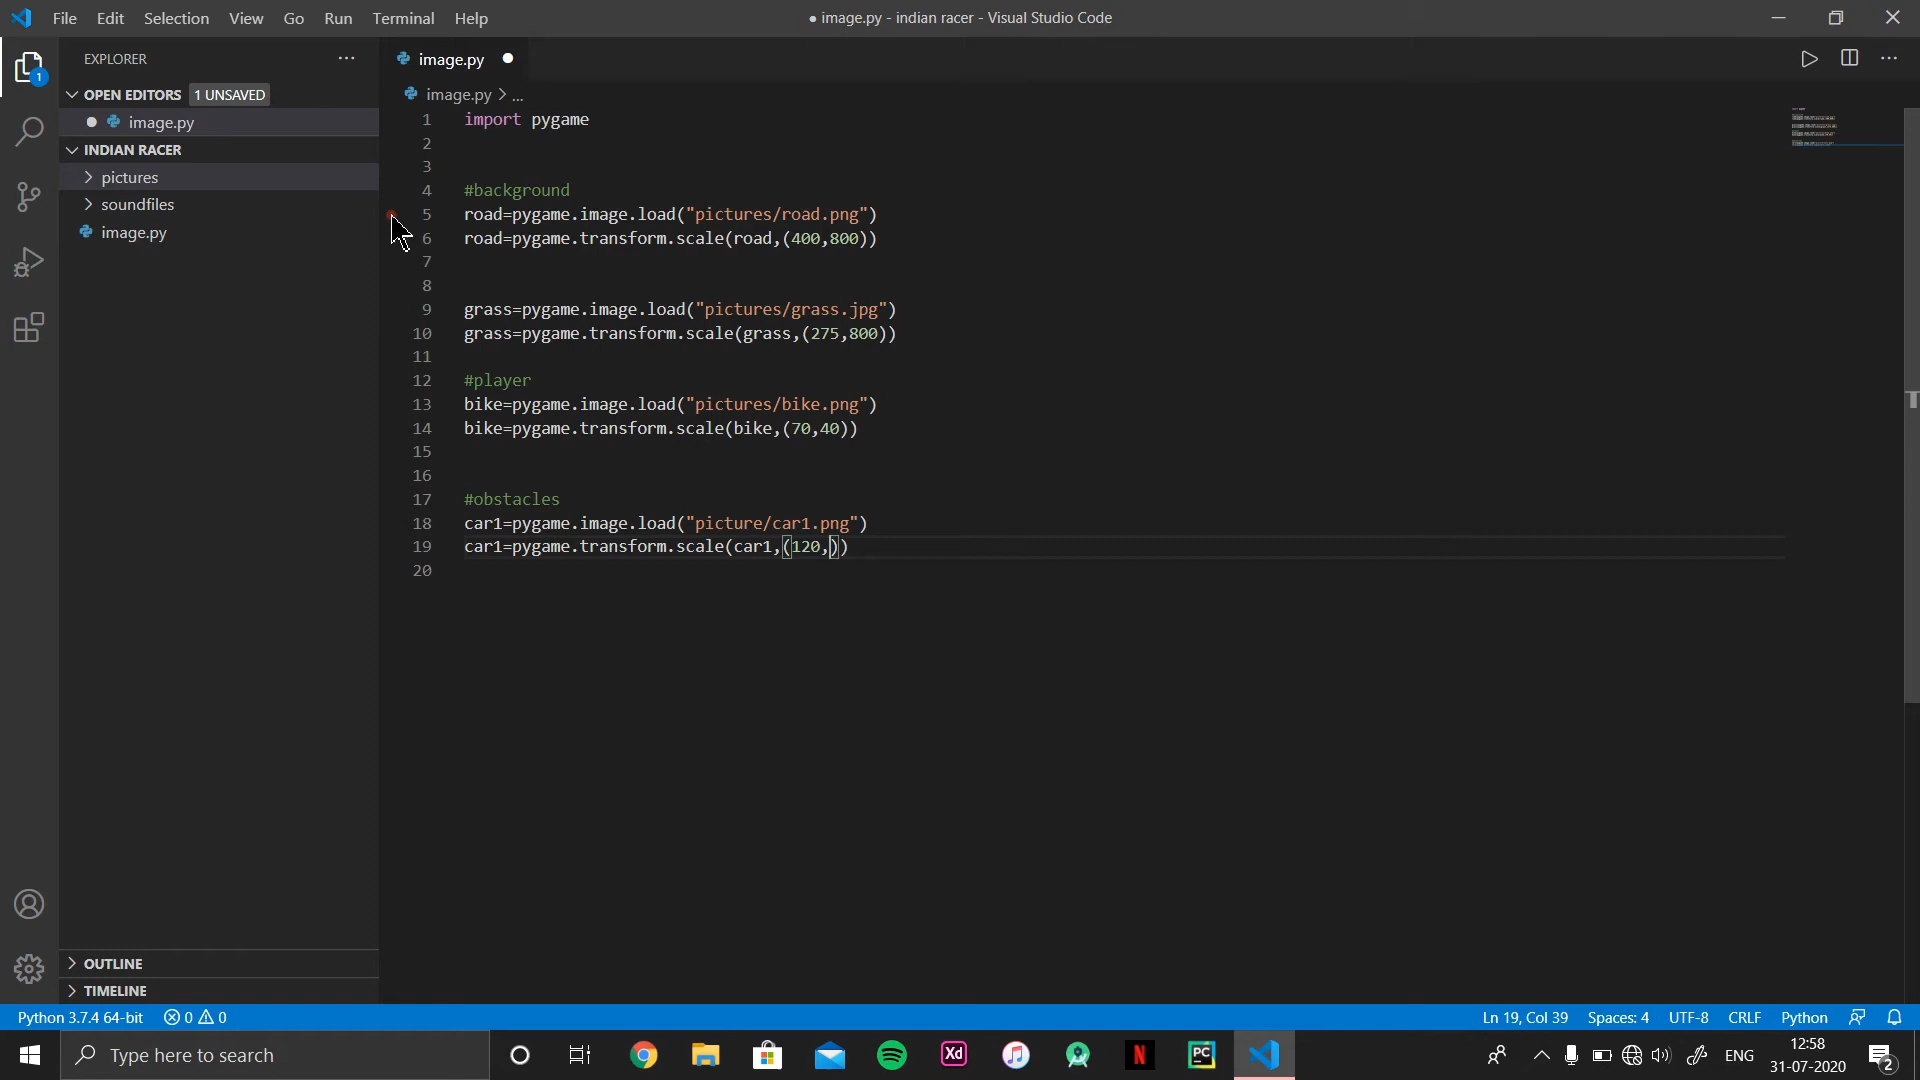 File Edit Selection View Go Run Terminal Help
● image.py - indian racer - Visual Studio Code
EXPLORER
OPEN EDITORS 1 UNSAVED
image.py
INDIAN RACER
pictures
soundfiles
image.py
OUTLINE
TIMELINE
1
image.py
image.py > ...
1 import pygame
2
3
4 #background
5 road=pygame.image.load("pictures/road.png")
6 road=pygame.transform.scale(road,(400,800))
7
8
9 grass=pygame.image.load("pictures/grass.jpg")
10 grass=pygame.transform.scale(grass,(275,800))
11
12 #player
13 bike=pygame.image.load("pictures/bike.png")
14 bike=pygame.transform.scale(bike,(70,40))
15
16
17 #obstacles
18 car1=pygame.image.load("picture/car1.png")
19 car1=pygame.transform.scale(car1,(120,))
20
Python 3.7.4 64-bit 0 0 Ln 19, Col 39 Spaces: 4 UTF-8 CRLF Python
Type here to search
Xd
N
PC
ENG
12:58
31-07-2020
2